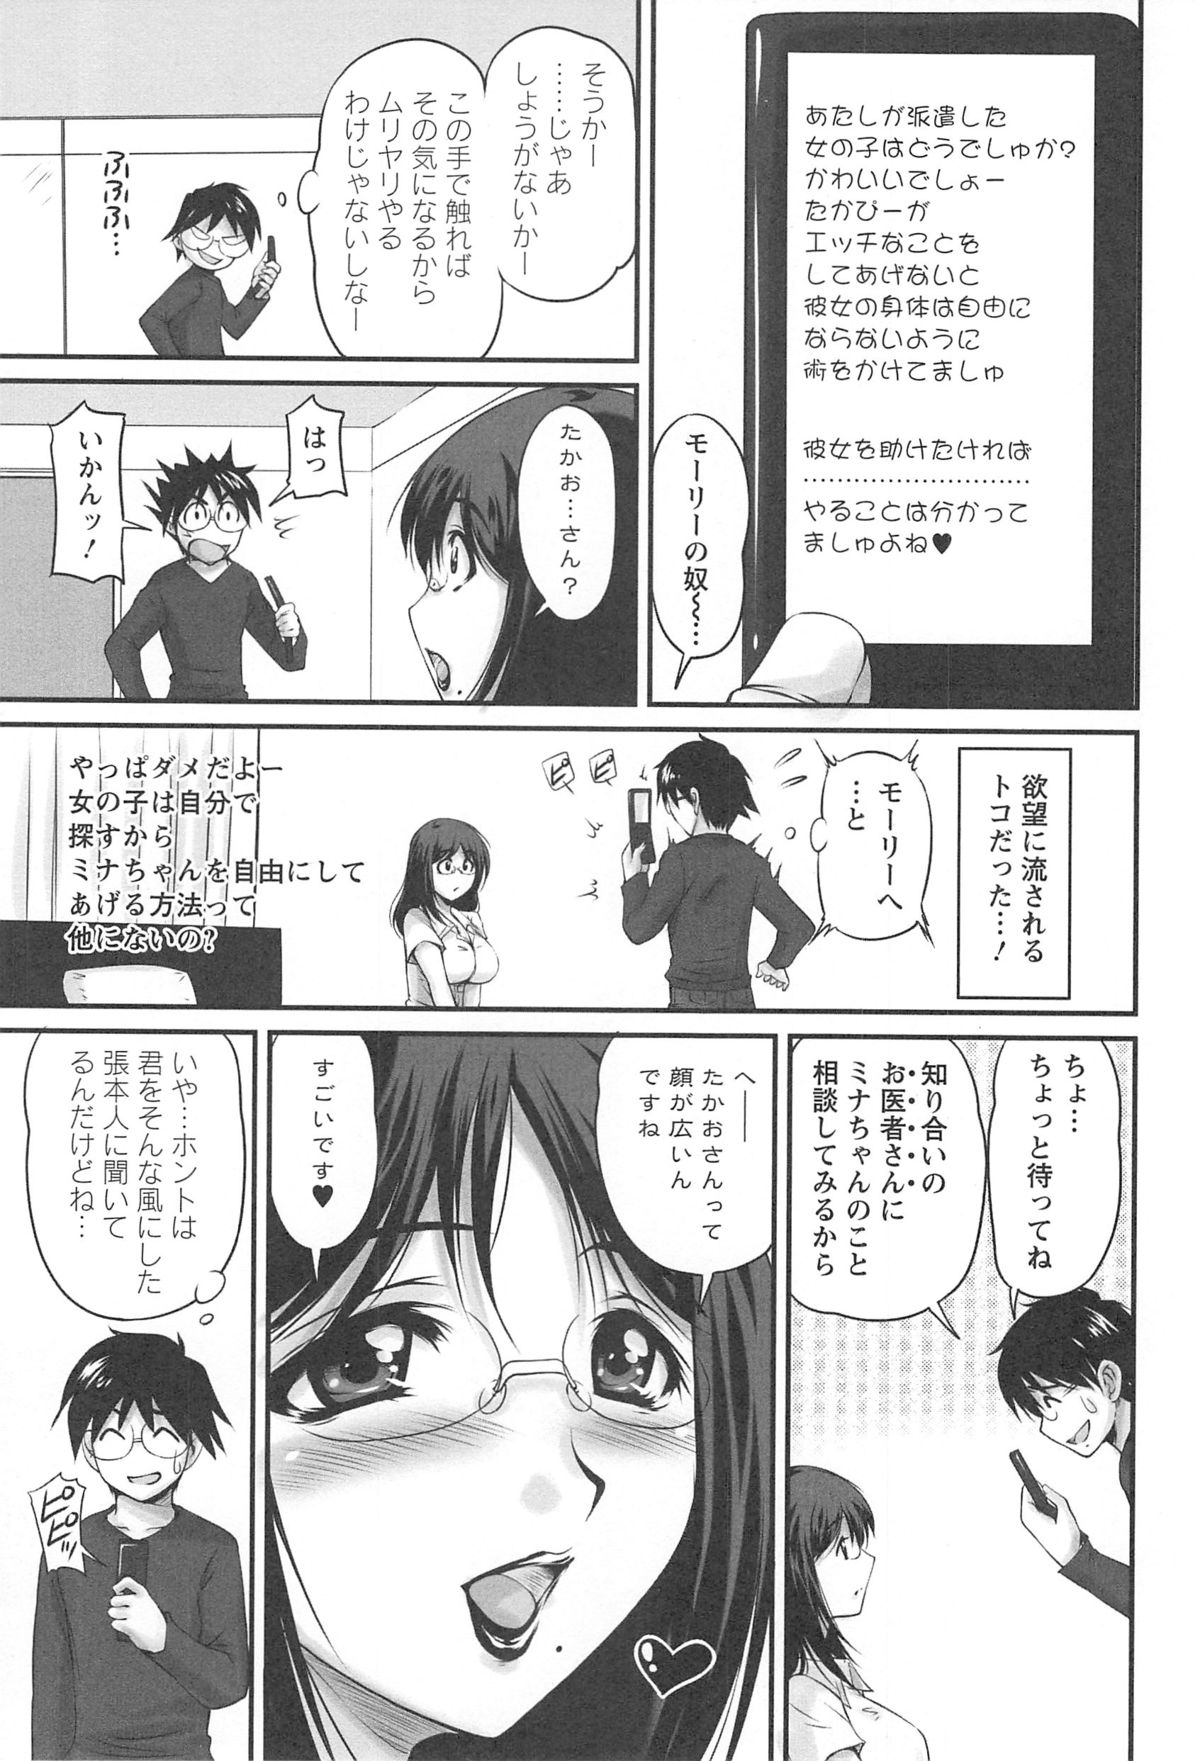 あたしが派遣した
女の子はどうでしゅか?
かわいいでしょー
たかぴーが
エッチなことを
してあげないと
彼女の身体は自由に
ならないように
術をかけてましゅ
彼女を助けたければ
…………………………
やることは分かって
ましゅよね♥
モーリーの奴〜…
そうかー
……じゃあ
しょうがないかー
この手で触れば
その気になるから
ムリヤリやる
わけじゃないしなー
ふふふ…
たかお…さん?
はっ
いかんッ!
欲望に流される
トコだった…!
モーリーへ
…と
ピ
ピ
やっぱダメだよー
女の子は自分で
探すから
ミナちゃんを自由にして
あげる方法って
他にないの?
ちょ…
ちょっと待ってね
知り合いの
お医者さんに
ミナちゃんのこと
相談してみるから
へ――
たかおさんって
顔が広いん
ですね
すごいです♥
いや…ホントは
君をそんな風にした
張本人に聞いて
るんだけどね…
ピピピッ